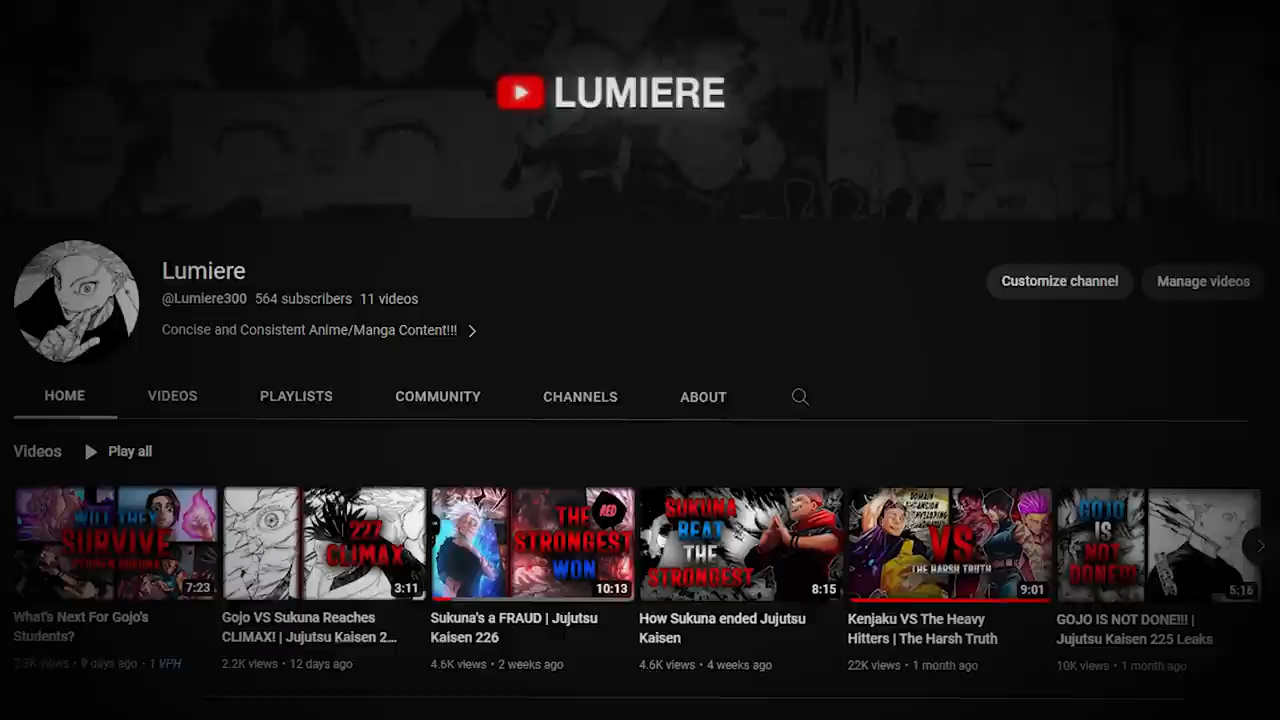 LUMIERE
Lumiere
@Lumiere300 564 subscribers 11 videos
Concise and Consistent Anime/Manga Content!!!
Customize channel
Manage videos
HOME
VIDEOS
PLAYLISTS
COMMUNITY
CHANNELS
ABOUT
Videos
Play all
WILL THEY
SURVIVE
7:23
What's Next For Gojo's
Students?
9 days ago • 1 VPH
227
CLIMAX
3:11
Gojo VS Sukuna Reaches
CLIMAX! | Jujutsu Kaisen 2...
2.2K views • 12 days ago
THE
RED
STRONGEST
WON
10:13
Sukuna's a FRAUD | Jujutsu
Kaisen 226
4.6K views • 2 weeks ago
SUKUNA
BEAT
THE
STRONGEST
8:15
How Sukuna ended Jujutsu
Kaisen
4.6K views • 4 weeks ago
VS
THE HARSH TRUTH
9:01
Kenjaku VS The Heavy
Hitters | The Harsh Truth
22K views • 1 month ago
GOJO
IS
NOT
DONE!!!
5:16
GOJO IS NOT DONE!!! |
Jujutsu Kaisen 225 Leaks
10K views • 1 month ago